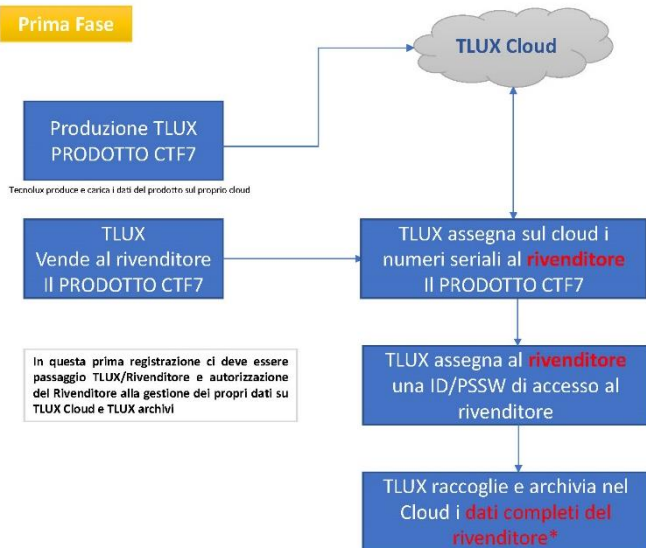 Prima Fase
TLUX Cloud
Produzione TLUX
PRODOTTO CTF7
Tecnolux produce e carica i dati del prodotto sul proprio cloud
TLUX
Vende al rivenditore
Il PRODOTTO CTF7
TLUX assegna sul cloud i
numeri seriali al rivenditore
Il PRODOTTO CTF7
In questa prima registrazione ci deve essere
passaggio TLUX/Rivenditore e autorizzazione
del Rivenditore alla gestione dei propri dati su
TLUX Cloud e TLUX archivi
TLUX assegna al rivenditore
una ID/PSSW di accesso al
rivenditore
TLUX raccoglie e archivia nel
Cloud i dati completi del
rivenditore*